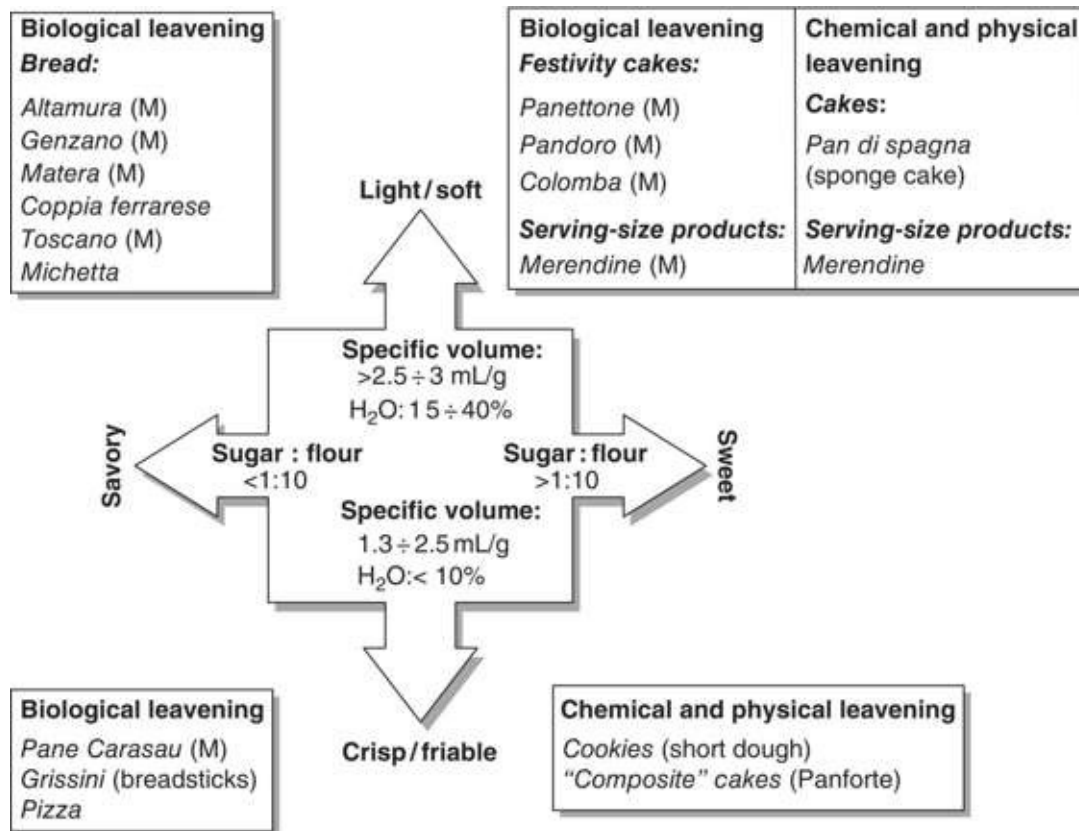 Biological leavening
Bread:
Altamura (M)
Genzano (M)
Matera (M)
Coppia ferrarese
Toscano (M)
Michetta
Biological leavening
Festivity cakes:
Panettone (M)
Pandoro (M)
Colomba (M)
Serving-size products:
Merendine (M)
Chemical and physical
leavening
Cakes:
Pan di spagna
(sponge cake)
Serving-size products:
Merendine
Light/soft
Specific volume:
>2.5÷3 mL/g
H₂O: 15÷40%
Savory
Sugar : flour
<1:10
Sugar : flour
>1:10
Sweet
Specific volume:
1.3÷2.5 mL/g
H₂O:< 10%
Crisp/friable
Biological leavening
Pane Carasau (M)
Grissini (breadsticks)
Pizza
Chemical and physical leavening
Cookies (short dough)
“Composite” cakes (Panforte)